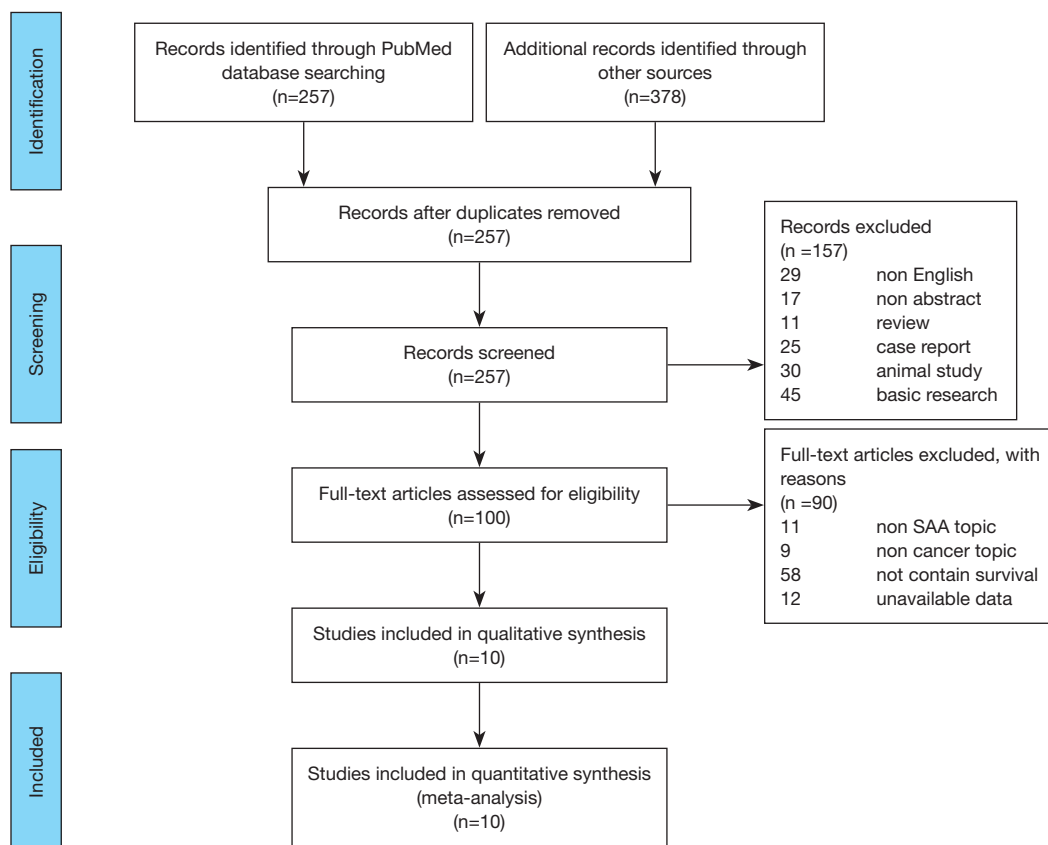 Identification
Records identified through PubMed
database searching
(n=257)
Additional records identified through
other sources
(n=378)
Records after duplicates removed
(n=257)
Screening
Records screened
(n=257)
Records excluded
(n =157)
29 non English
17 non abstract
11 review
25 case report
30 animal study
45 basic research
Eligibility
Full-text articles assessed for eligibility
(n=100)
Full-text articles excluded, with
reasons
(n =90)
11 non SAA topic
9 non cancer topic
58 not contain survival
12 unavailable data
Studies included in qualitative synthesis
(n=10)
Included
Studies included in quantitative synthesis
(meta-analysis)
(n=10)